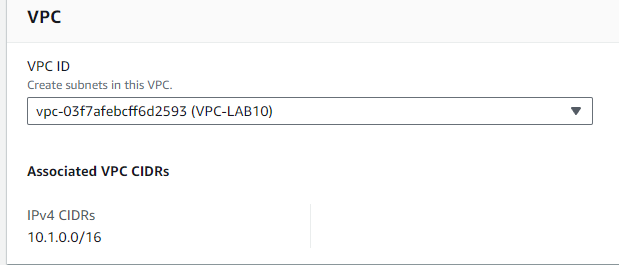 VPC
VPC ID
Create subnets in this VPC.
vpc-03f7afebcff6d2593 (VPC-LAB10)
Associated VPC CIDRs
IPv4 CIDRs
10.1.0.0/16